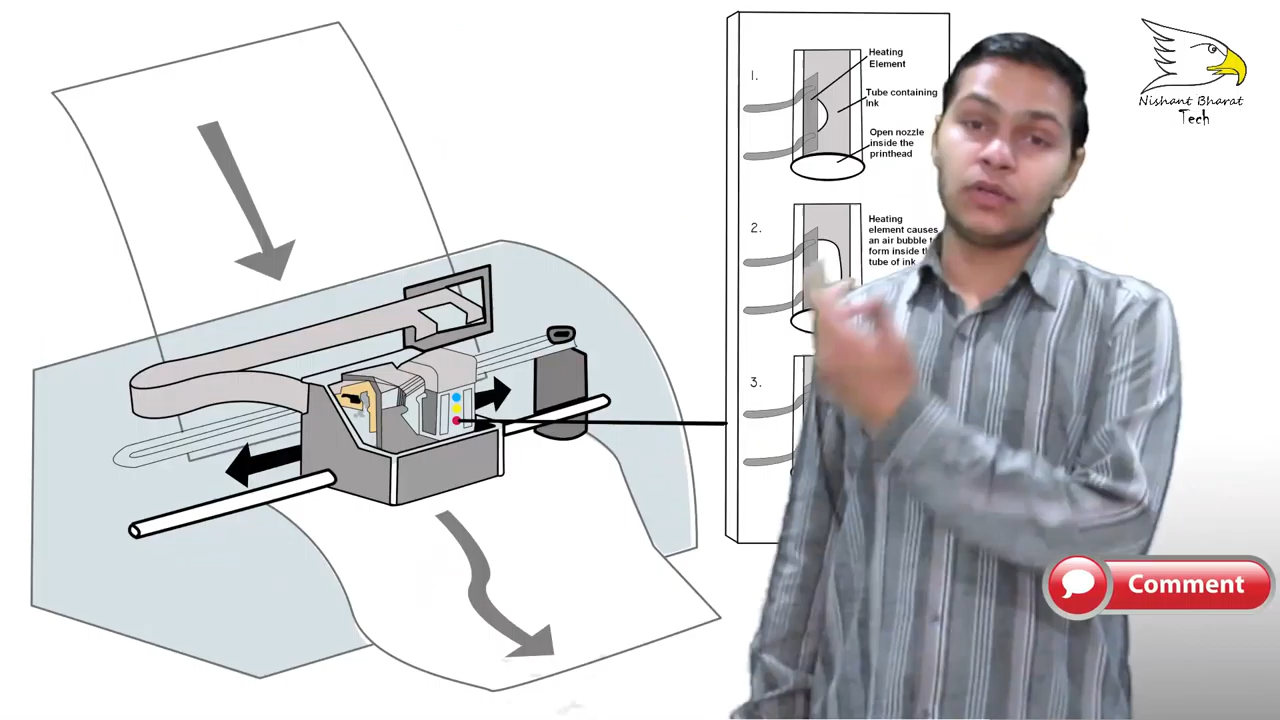 1.
Heating
Element
Tube containing
Ink
Open nozzle
inside the
printhead
2.
Heating
element causes
an air bubble
form inside
tube of ink
3.
Nishant Bharat
Tech
Comment